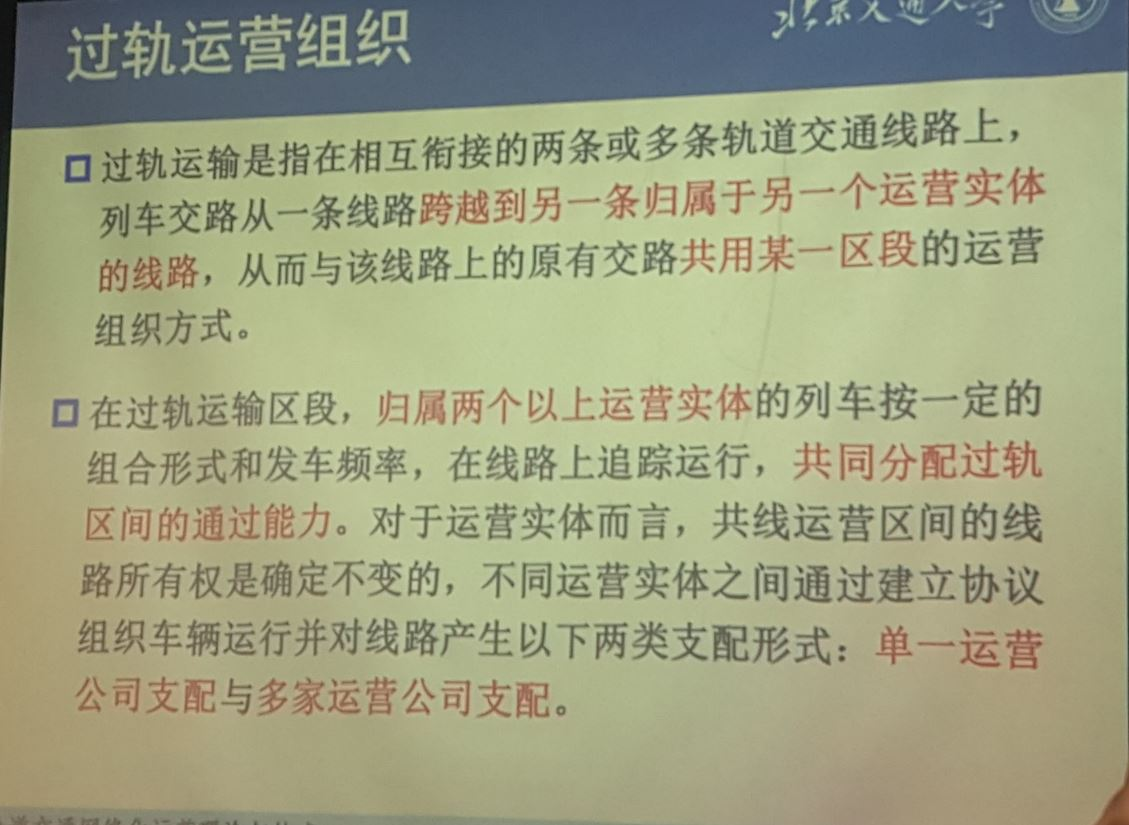 过轨运营组织
北京交通大学
过轨运输是指在相互衔接的两条或多条轨道交通线路上，
列车交路从一条线路跨越到另一条归属于另一个运营实体
的线路，从而与该线路上的原有交路共用某一区段的运营
组织方式。
在过轨运输区段，归属两个以上运营实体的列车按一定的
组合形式和发车频率，在线路上追踪运行，共同分配过轨
区间的通过能力。对于运营实体而言，共线运营区间的线
路所有权是确定不变的，不同运营实体之间通过建立协议
组织车辆运行并对线路产生以下两类支配形式：单一运营
公司支配与多家运营公司支配。